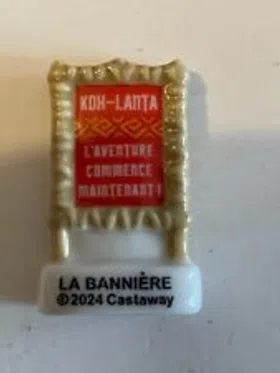 KOH-LANTA
L'AVENTURE
COMMENCE
MAINTENANT!
LA BANNIÈRE
©2024 Castaway